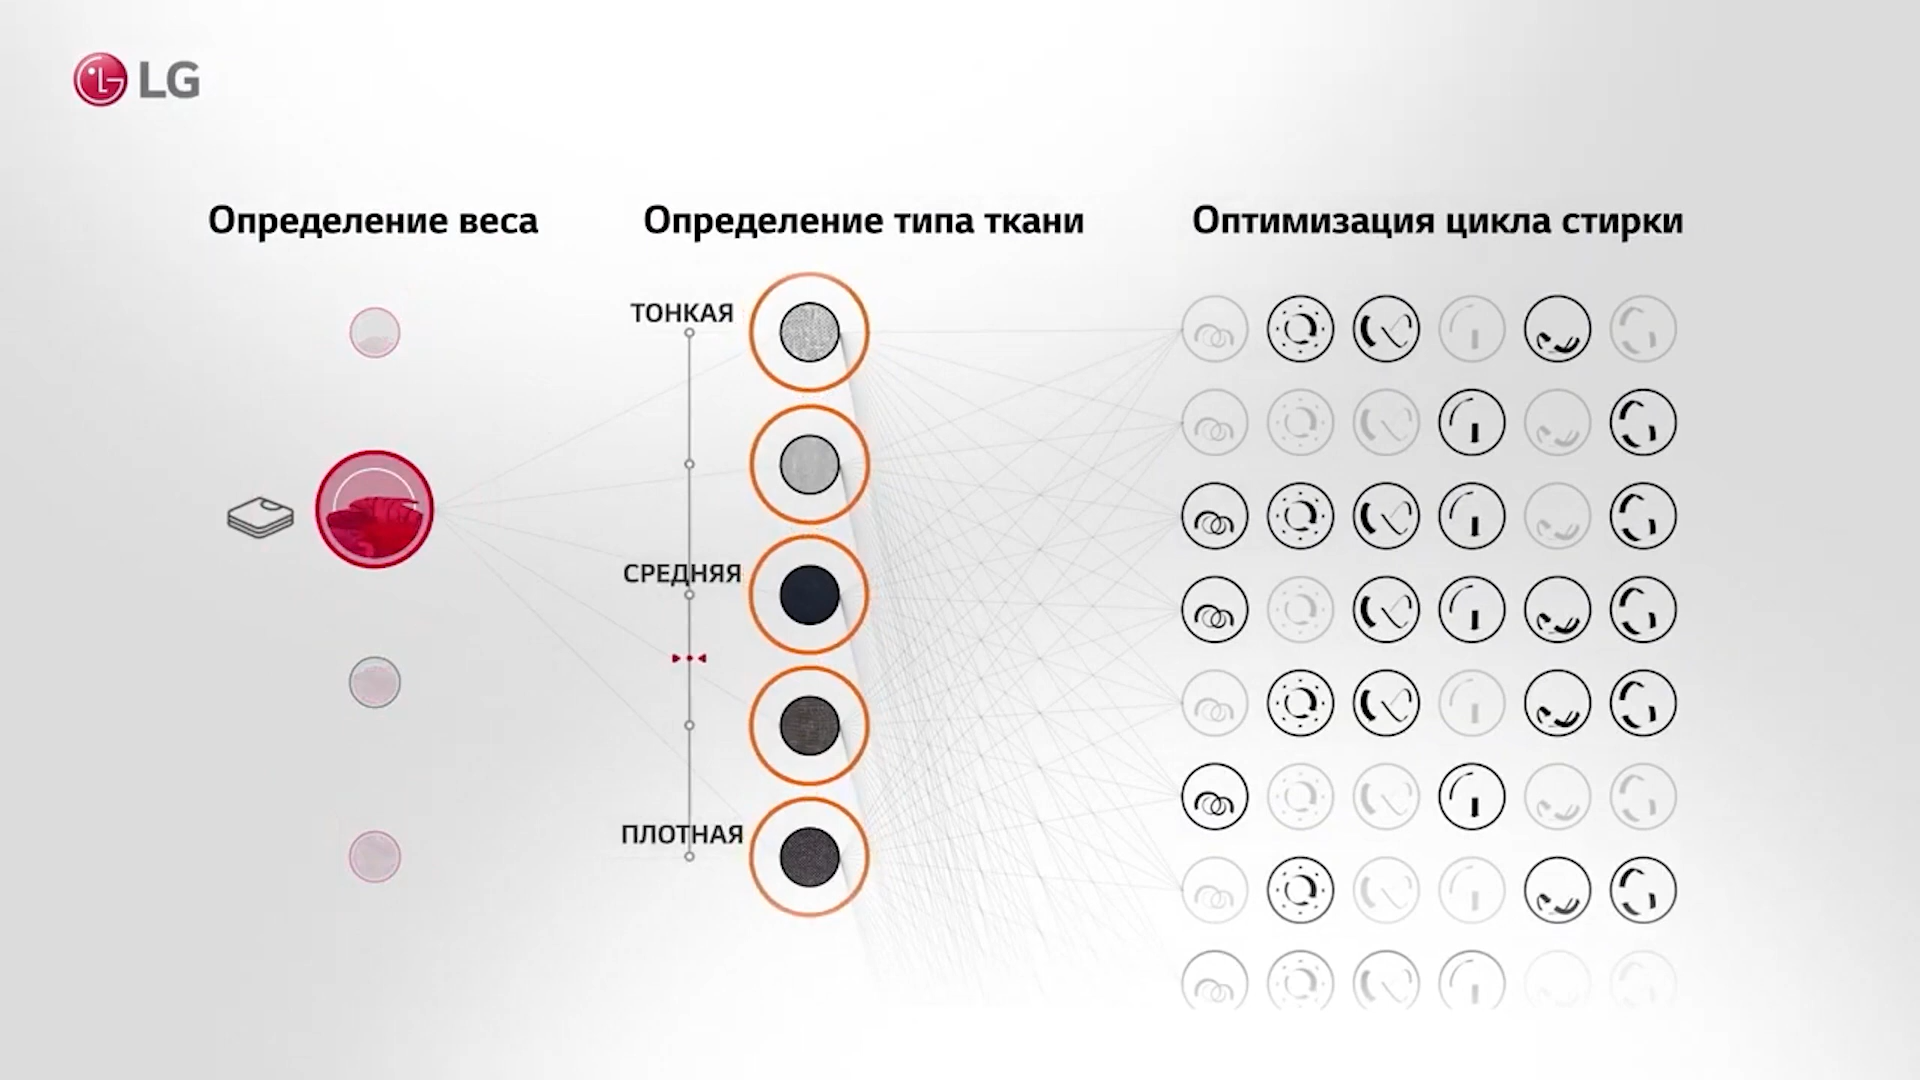 LG
Определение веса
Определение типа ткани
Оптимизация цикла стирки
ТОНКАЯ
СРЕДНЯЯ
ПЛОТНАЯ